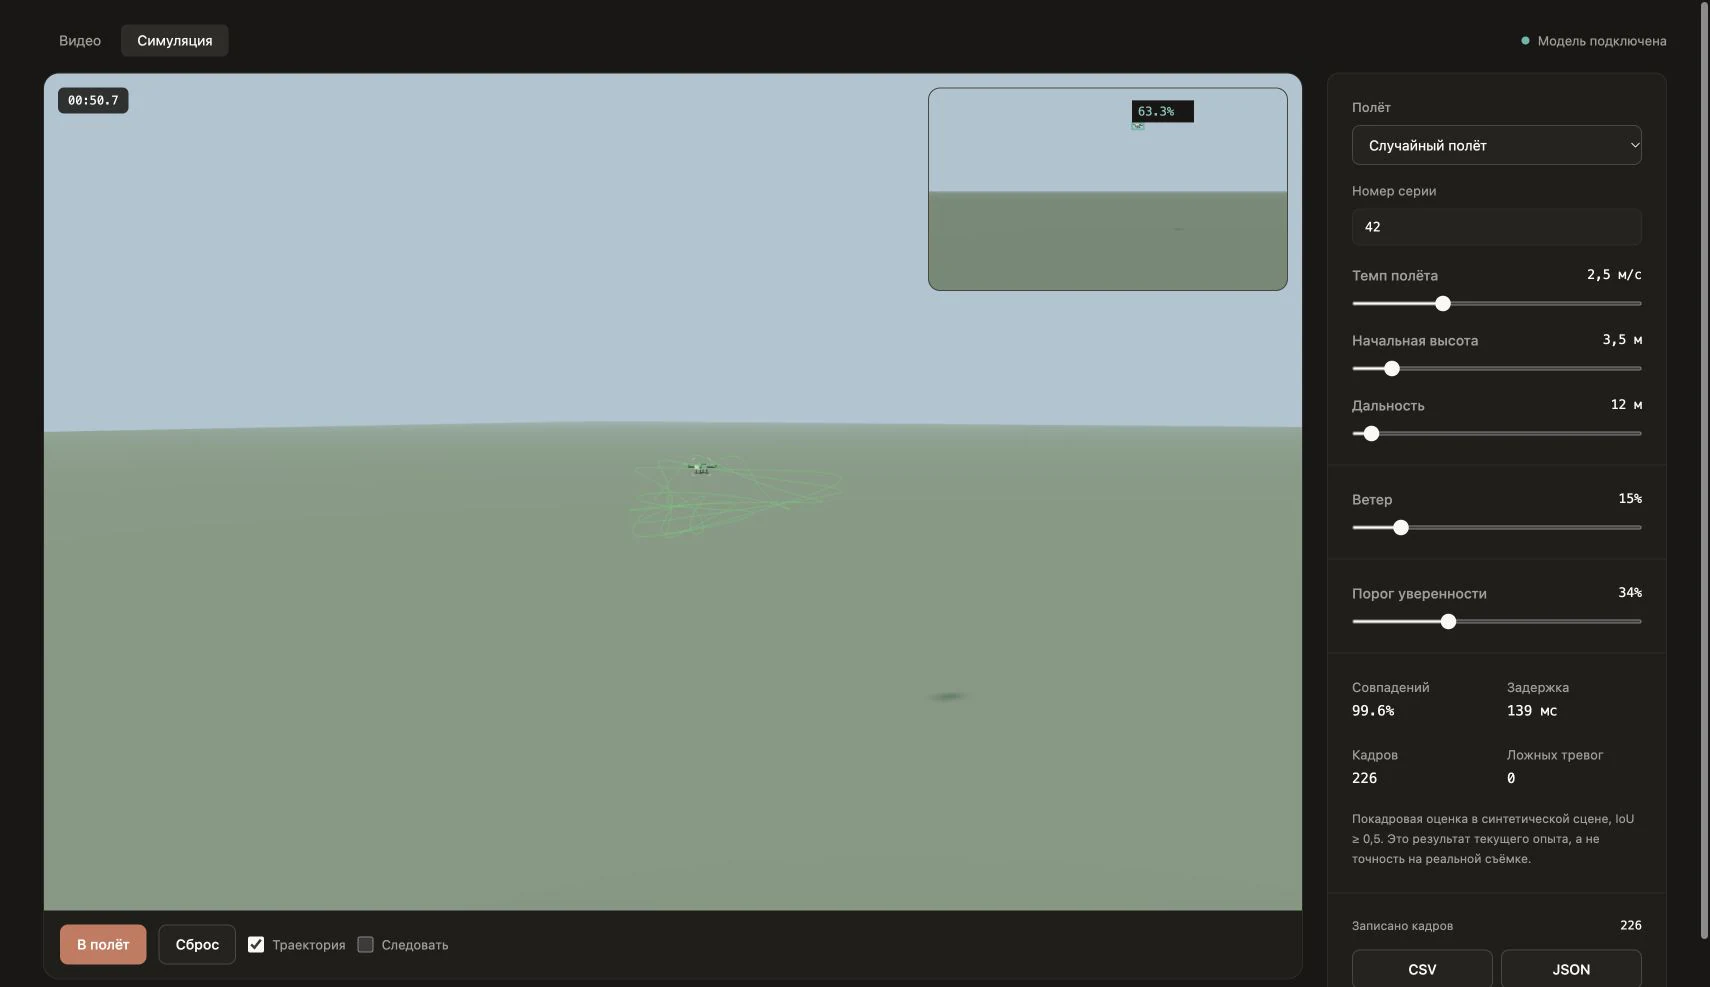 Видео
Симуляция
Модель подключена
00:50.7
63.3%
Полёт
Случайный полёт
Номер серии
42
Темп полёта
2,5 м/с
Начальная высота
3,5 м
Дальность
12 м
Ветер
15%
Порог уверенности
34%
Совпадений
Задержка
99.6%
139 мс
Кадров
Ложных тревог
226
0
Покадровая оценка в синтетической сцене, IoU
≥ 0,5. Это результат текущего опыта, а не
точность на реальной съёмке.
Записано кадров
226
CSV
JSON
В полёт
Сброс
Траектория
Следовать